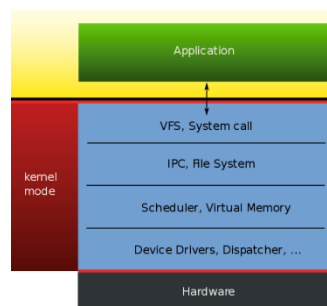 Application
VFS, System call
IPC, File System
kernel
mode
Scheduler, Virtual Memory
Device Drivers, Dispatcher, ...
Hardware